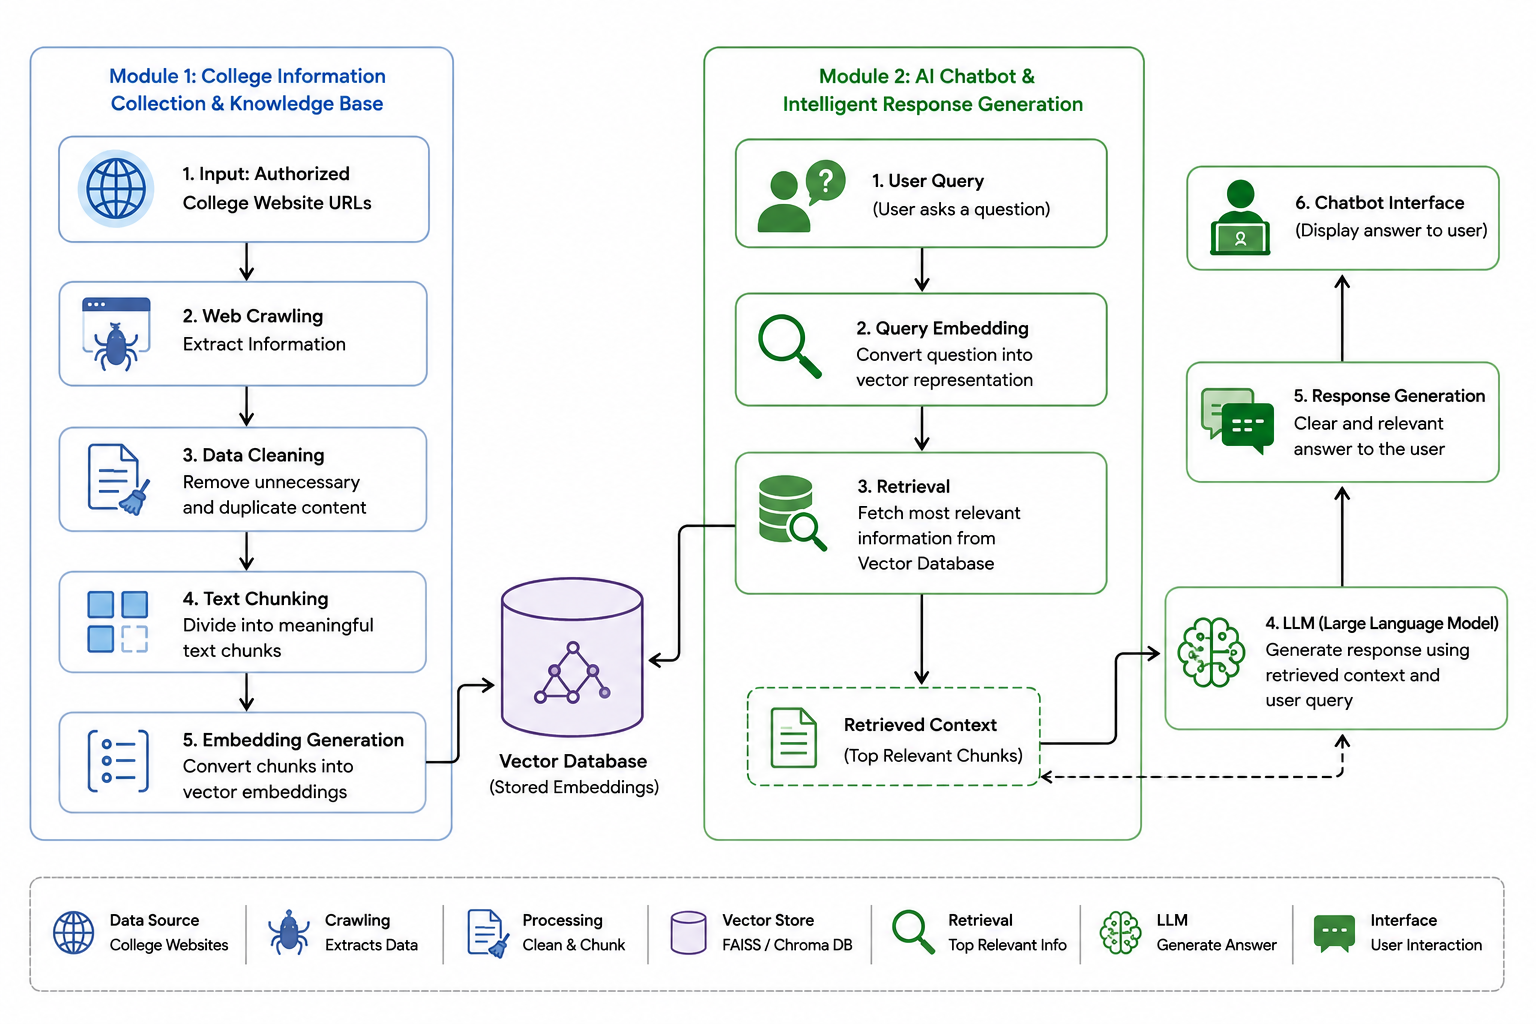 Module 1: College Information
Collection & Knowledge Base
1. Input: Authorized
College Website URLs
2. Web Crawling
Extract Information
3. Data Cleaning
Remove unnecessary
and duplicate content
4. Text Chunking
Divide into meaningful
text chunks
5. Embedding Generation
Convert chunks into
vector embeddings
Vector Database
(Stored Embeddings)
Module 2: AI Chatbot &
Intelligent Response Generation
?
1. User Query
(User asks a question)
2. Query Embedding
Convert question into
vector representation
3. Retrieval
Fetch most relevant
information from
Vector Database
Retrieved Context
(Top Relevant Chunks)
4. LLM (Large Language Model)
Generate response using
retrieved context and
user query
5. Response Generation
Clear and relevant
answer to the user
6. Chatbot Interface
(Display answer to user)
Data Source
College Websites
Crawling
Extracts Data
Processing
Clean & Chunk
Vector Store
FAISS / Chroma DB
Retrieval
Top Relevant Info
LLM
Generate Answer
Interface
User Interaction